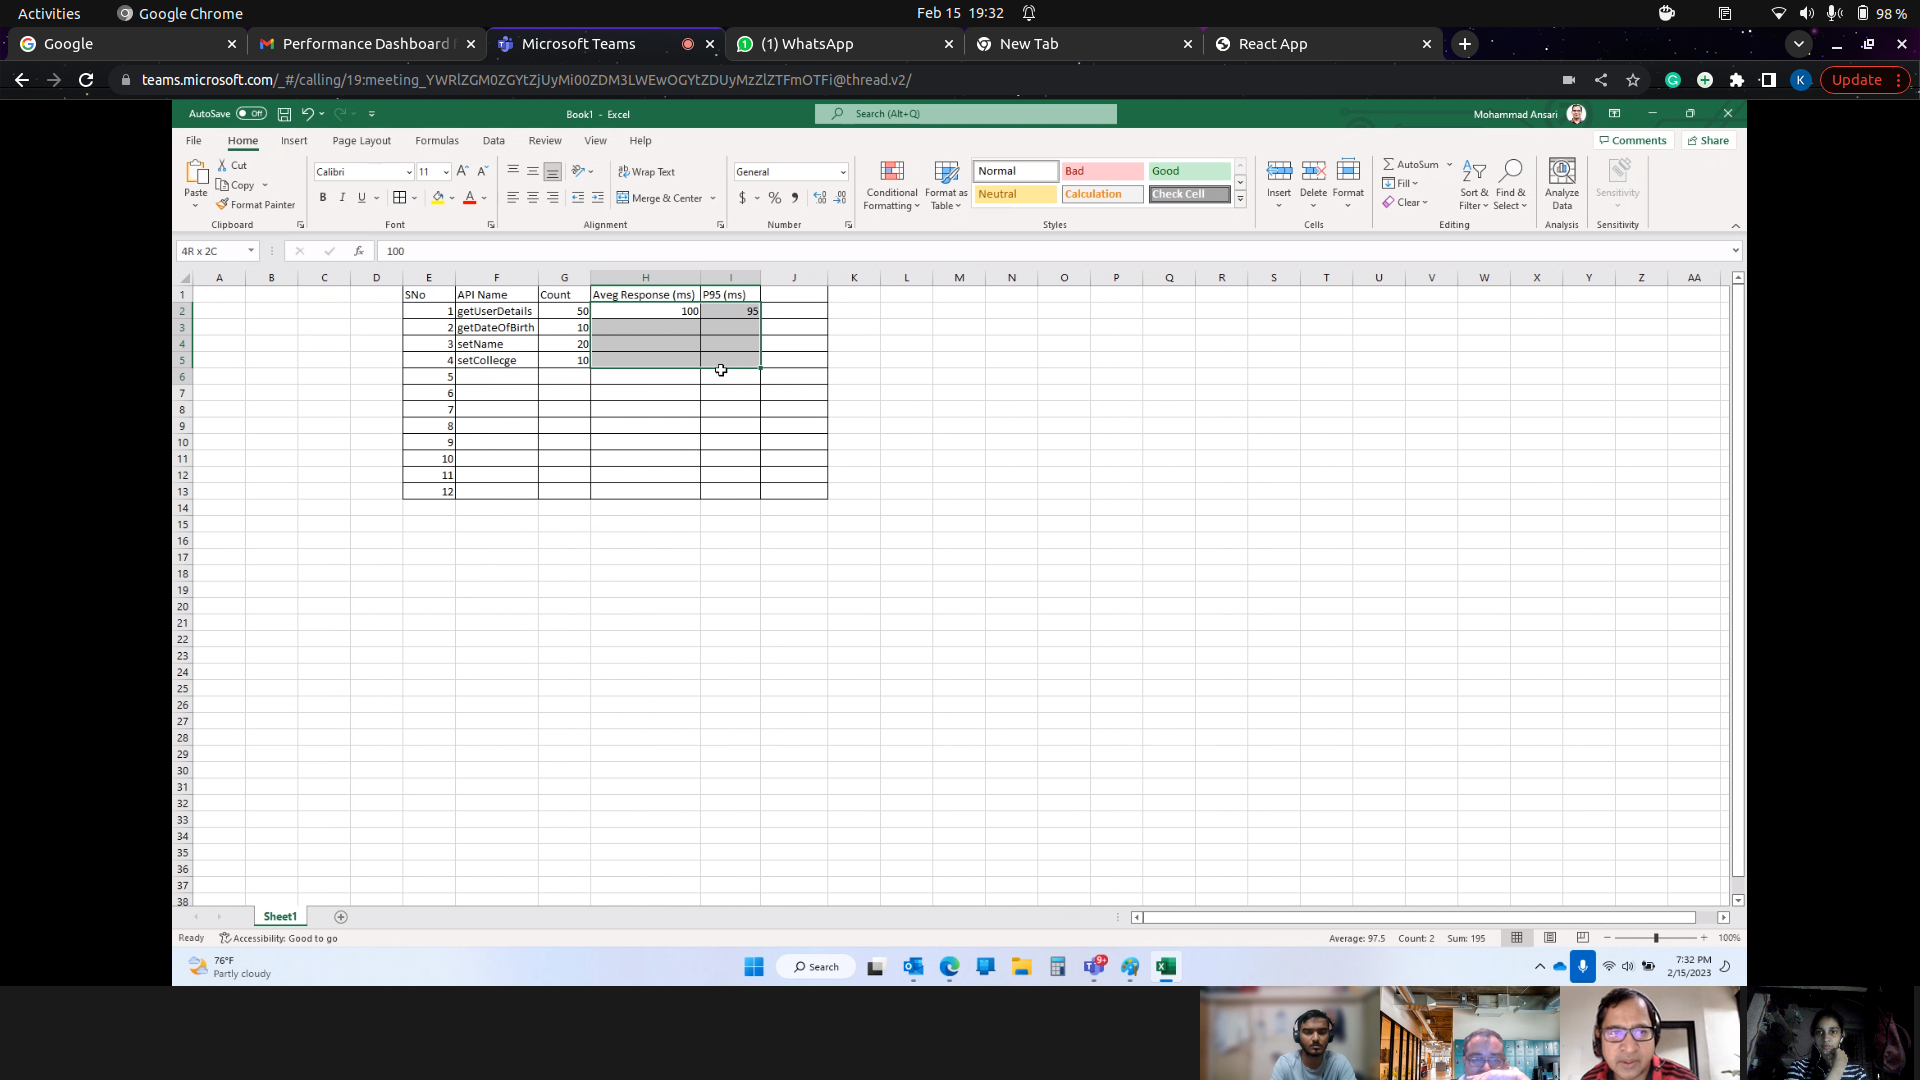 Activities Google Chrome Feb 15 19:32 98 %
Google Performance Dashboard f Microsoft Teams (1) WhatsApp New Tab React App
teams.microsoft.com/_#/calling/19:meeting_YWRlZGM0ZGYtZjUyMi00ZDM3LWEwOGYtZDUyMzZlZTFmOTFi@thread.v2/ K Update
AutoSave Off Book1 - Excel Search (Alt+Q) Mohammad Ansari
File Home Insert Page Layout Formulas Data Review View Help Comments Share
Paste Cut Copy Format Painter Calibri 11 B I U Wrap Text Merge & Center General $ % Conditional Formatting Format as Table Normal Bad Good Neutral Calculation Check Cell Insert Delete Format AutoSum Fill Clear Sort & Filter Find & Select Analyze Data Sensitivity
Clipboard Font Alignment Number Styles Cells Editing Analysis Sensitivity
4R x 2C fx 100
A B C D E F G H I J K L M N O P Q R S T U V W X Y Z AA
1 SNo API Name Count Aveg Response (ms) P95 (ms)
2 1 getUserDetails 50 100 95
3 2 getDateOfBirth 10
4 3 setName 20
5 4 setCollecge 10
6 5
7 6
8 7
9 8
10 9
11 10
12 11
13 12
14
15
16
17
18
19
20
21
22
23
24
25
26
27
28
29
30
31
32
33
34
35
36
37
38
Sheet1
Ready Accessibility: Good to go Average: 97.5 Count: 2 Sum: 195 100%
76°F
Partly cloudy
Search 9+ 7:32 PM
2/15/2023